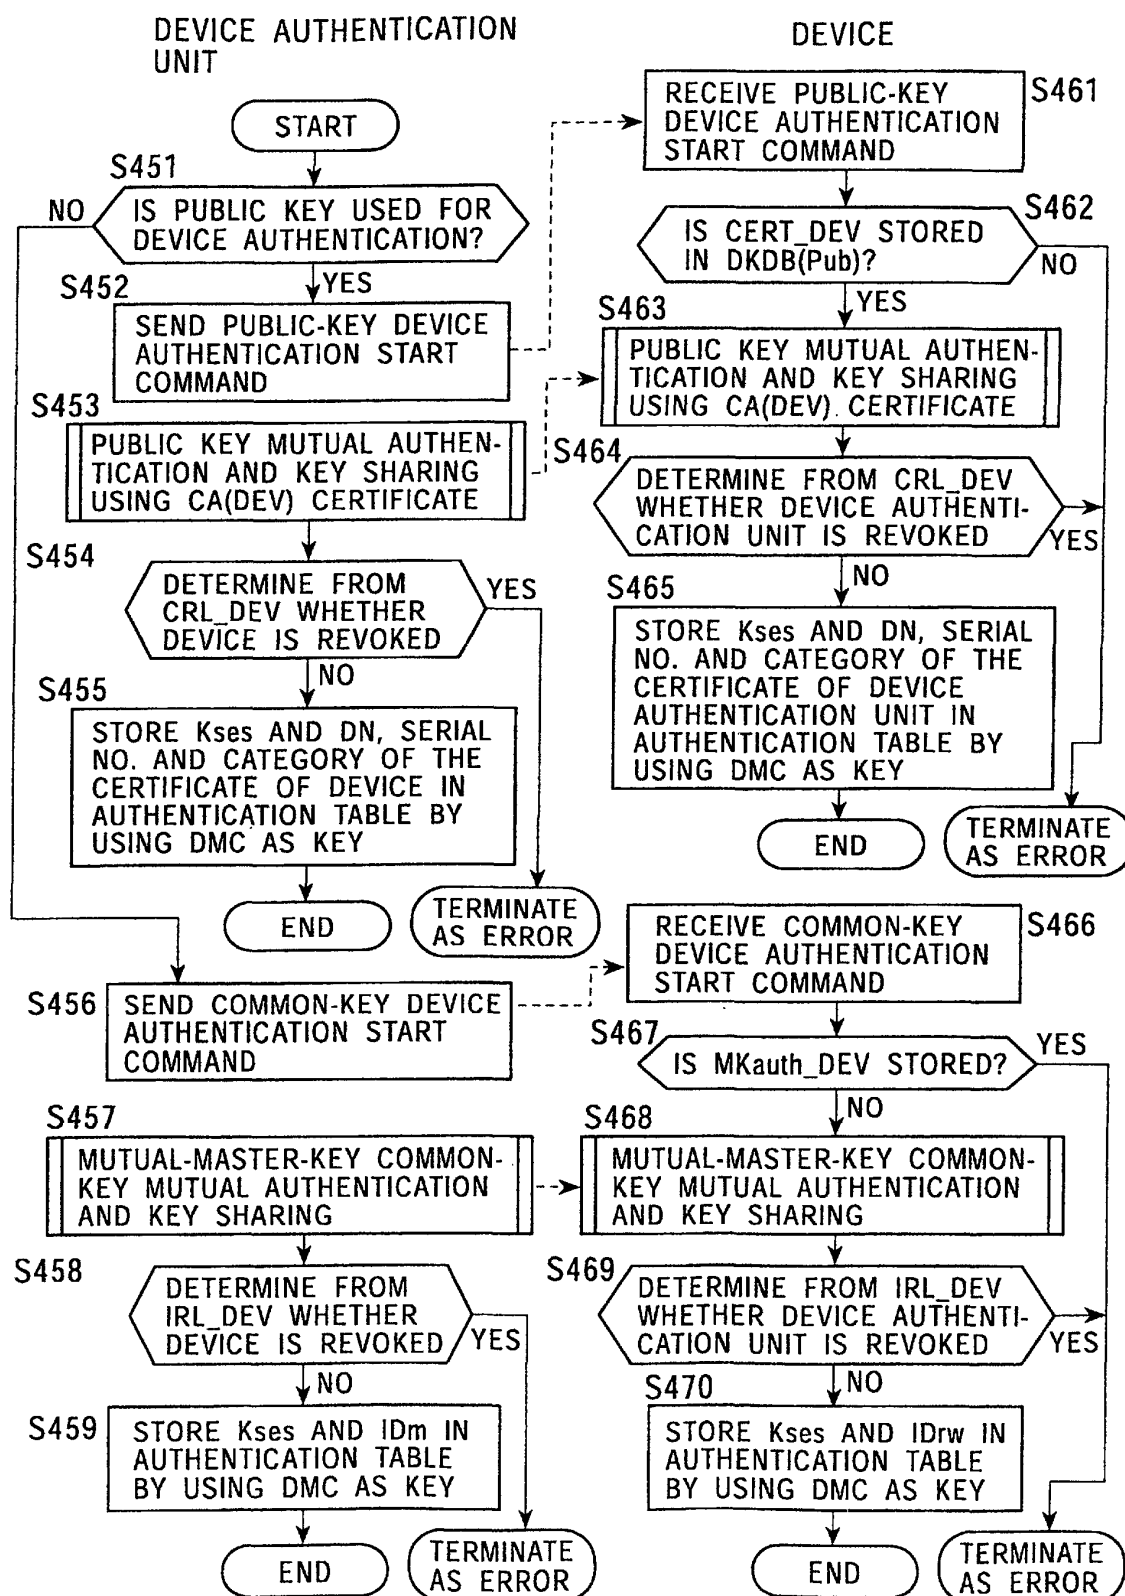 DEVICE AUTHENTICATION
UNIT
START
S451
IS PUBLIC KEY USED FOR
DEVICE AUTHENTICATION?
NO
YES
S452
SEND PUBLIC-KEY DEVICE
AUTHENTICATION START
COMMAND
S453
PUBLIC KEY MUTUAL AUTHEN-
TICATION AND KEY SHARING
USING CA(DEV) CERTIFICATE
S454
DETERMINE FROM
CRL_DEV WHETHER
DEVICE IS REVOKED
YES
NO
S455
STORE Kses AND DN, SERIAL
NO. AND CATEGORY OF THE
CERTIFICATE OF DEVICE IN
AUTHENTICATION TABLE BY
USING DMC AS KEY
END
TERMINATE
AS ERROR
S456
SEND COMMON-KEY DEVICE
AUTHENTICATION START
COMMAND
S457
MUTUAL-MASTER-KEY COMMON-
KEY MUTUAL AUTHENTICATION
AND KEY SHARING
S458
DETERMINE FROM
IRL_DEV WHETHER
DEVICE IS REVOKED
YES
NO
S459
STORE Kses AND IDm IN
AUTHENTICATION TABLE
BY USING DMC AS KEY
END
TERMINATE
AS ERROR
DEVICE
S461
RECEIVE PUBLIC-KEY
DEVICE AUTHENTICATION
START COMMAND
S462
IS CERT_DEV STORED
IN DKDB(Pub)?
NO
YES
S463
PUBLIC KEY MUTUAL AUTHEN-
TICATION AND KEY SHARING
USING CA(DEV). CERTIFICATE
S464
DETERMINE FROM CRL_DEV
WHETHER DEVICE AUTHENTI-
CATION UNIT IS REVOKED
YES
NO
S465
STORE Kses AND DN, SERIAL
NO. AND CATEGORY OF THE
CERTIFICATE OF DEVICE
AUTHENTICATION UNIT IN
AUTHENTICATION TABLE BY
USING DMC AS KEY
END
TERMINATE
AS ERROR
RECEIVE COMMON-KEY
DEVICE AUTHENTICATION
START COMMAND
S466
S467
IS MKauth_DEV STORED?
YES
NO
S468
MUTUAL-MASTER-KEY COMMON-
KEY MUTUAL AUTHENTICATION
AND KEY SHARING
S469
DETERMINE FROM IRL_DEV
WHETHER DEVICE AUTHENTI-
CATION UNIT IS REVOKED
YES
NO
S470
STORE Kses AND IDrw IN
AUTHENTICATION TABLE
BY USING DMC AS KEY
END
TERMINATE
AS ERROR